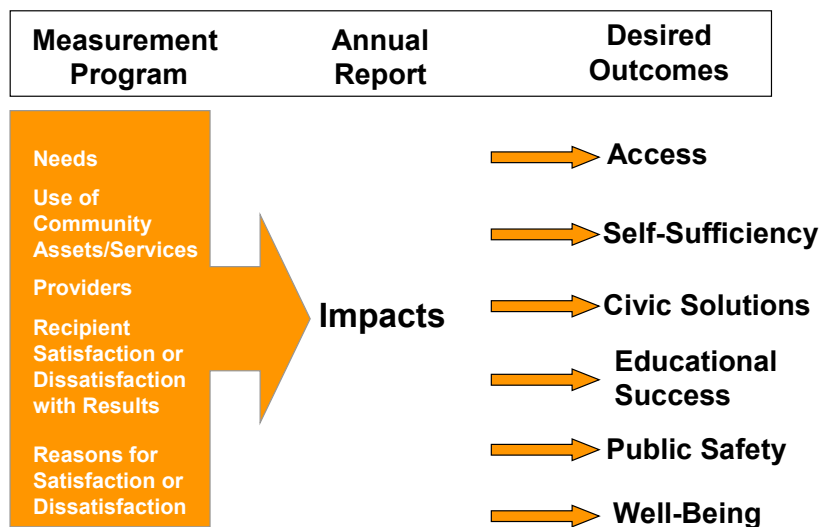 Measurement
Program
Annual
Report
Desired
Outcomes
Needs
Use of
Community
Assets/Services
Providers
Recipient
Satisfaction or
Dissatisfaction
with Results
Reasons for
Satisfaction or
Dissatisfaction
Impacts
Access
Self-Sufficiency
Civic Solutions
Educational
Success
Public Safety
Well-Being